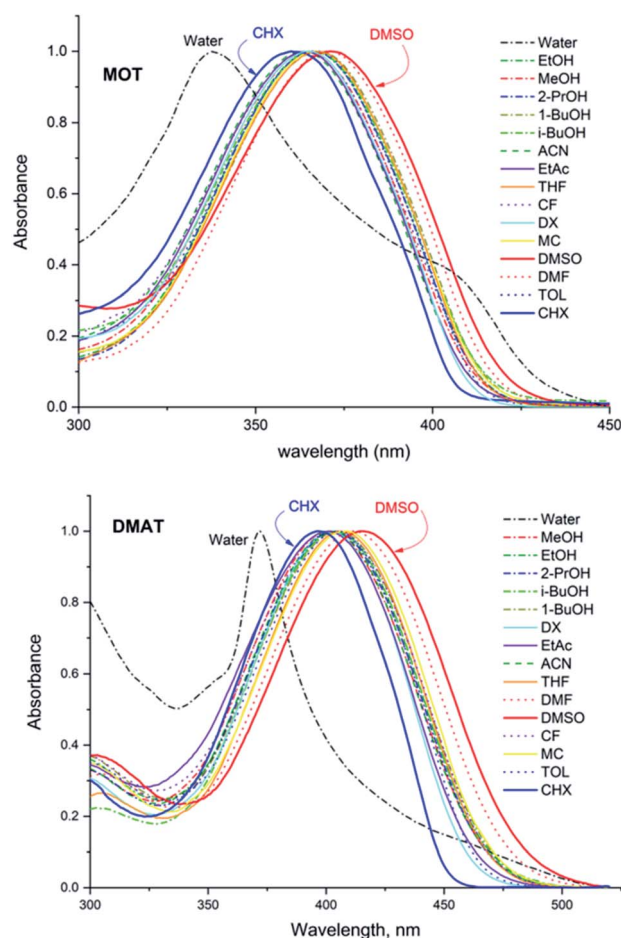 MOT
Water
CHX
DMSO
Water
EtOH
MeOH
2-PrOH
1-BuOH
i-BuOH
ACN
EtAc
THF
CF
DX
MC
DMSO
DMF
TOL
CHX
Absorbance
1.0
0.8
0.6
0.4
0.2
0.0
300
350
400
450
wavelength (nm)
DMAT
Water
CHX
DMSO
Water
MeOH
EtOH
2-PrOH
i-BuOH
1-BuOH
DX
EtAc
ACN
THF
DMF
DMSO
CF
MC
TOL
CHX
Absorbance
1.0
0.8
0.6
0.4
0.2
0.0
300
350
400
450
500
Wavelength, nm